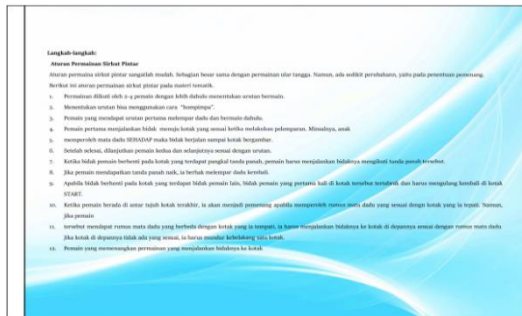 Langkah-langkah:
Aturan Permainan Sirkut Pintar
Aturan permaina sirkut pintar sangatlah mudah. Sebagian besar sama dengan permainan ular tangga. Namun, ada sedikit perubahann, yaitu pada penentuan pemenang.
Berikut ini aturan permainan sirkut pintar pada materi tematik.
1. Permainan diikuti oleh 2-4 pemain dengan lebih dahulu menentukan urutan bermain.
2. Menentukan urutan bisa menggunakan cara "hompimpa".
3. Pemain yang mendapat urutan pertama melempar dadu dan bermain dahulu.
4. Pemain pertama menjalankan bidak menuju kotak yang sesuai ketika melakukan pelemparan. Misalnya, anak
5. memperoleh mata dadu SEHADAP maka bidak berjalan sampai kotak bergambar.
6. Setelah selesai, dilanjutkan pemain kedua dan selanjutnya sesuai dengan urutan.
7. Ketika bidak pemain berhenti pada kotak yang terdapat pangkal tanda panah, pemain harus menjalankan bidaknya mengikuti tanda panah tersebut.
8. Jika pemain mendapatkan tanda panah naik, ia berhak melempar dadu kembali.
9. Apabila bidak berhenti pada kotak yang terdapat bidak pemain lain, bidak pemain yang pertama kali di kotak tersebut tertabrak dan harus mengulang kembali di kotak
START.
10. Ketika pemain berada di antar tujuh kotak terakhir, ia akan menjadi pemenang apabila memperoleh rumus mata dadu yang sesuai dengn kotak yang ia tepati. Namun,
jika pemain
11. tersebut mendapat rumus mata dadu yang berbeda dengan kotak yang ia tempati, ia harus menjalankan bidaknya ke kotak di depannya sesuai dengan rumus mata dadu
Jika kotak di depannya tidak ada yang sesuai, ia harus mundur kebelakang satu kotak.
12. Pemain yang memenangkan permainan yang menjalankan bidaknya ke kotak